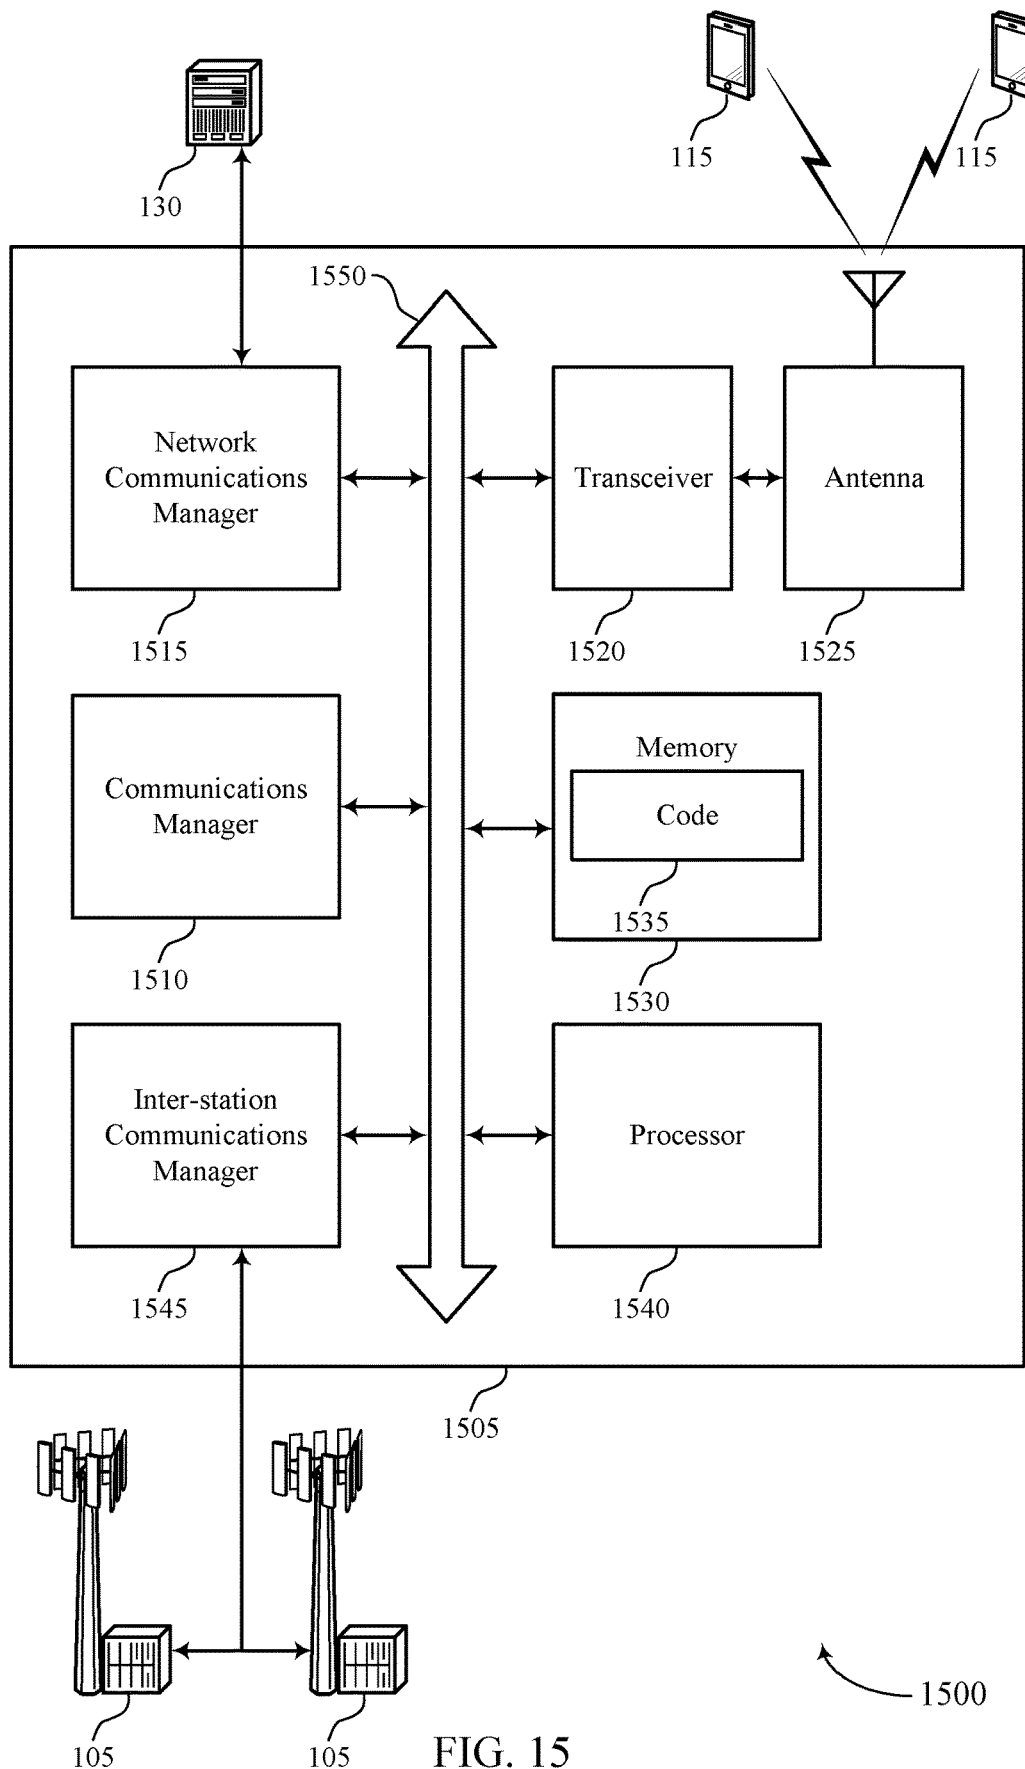 115
115
130
1550
Network
Communications
Manager
Transceiver
Antenna
1515
1520
1525
Communications
Manager
Memory
Code
1535
1510
1530
Inter-station
Communications
Manager
Processor
1545
1540
1505
1500
105
105
FIG. 15